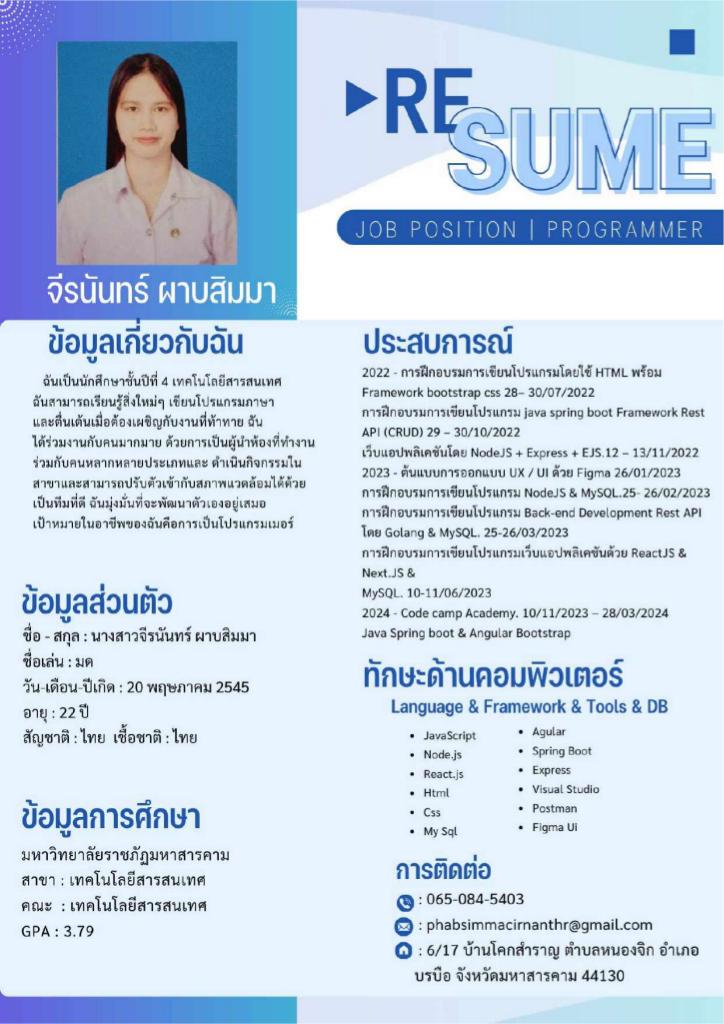 RE
SUME
JOB POSITION | PROGRAMMER
จีรนันทร์ ผาบสิมมา
ข้อมูลเกี่ยวกับฉัน
ฉันเป็นนักศึกษาชั้นปีที่ 4 เทคโนโลยีสารสนเทศ
ฉันสามารถเรียนรู้สิ่งใหม่ๆ เขียนโปรแกรมภาษา
และตื่นเต้นเมื่อต้องเผชิญกับงานที่ท้าทาย ฉัน
ได้ร่วมงานกับคนมากมาย ด้วยการเป็นผู้นำห้องที่ทำงาน
ร่วมกับคนหลากหลายประเภทและ ดำเนินกิจกรรมใน
สาขาและสามารถปรับตัวเข้ากับสภาพแวดล้อมได้ด้วย
เป็นทีมที่ดี ฉันมุ่งมั่นที่จะพัฒนาตัวเองอยู่เสมอ
เป้าหมายในอาชีพของฉันคือการเป็นโปรแกรมเมอร์
ข้อมูลส่วนตัว
ชื่อ - สกุล : นางสาวจีรนันทร์ ผาบสิมมา
ชื่อเล่น : มด
วัน-เดือน-ปีเกิด : 20 พฤษภาคม 2545
อายุ : 22 ปี
สัญชาติ : ไทย เชื้อชาติ : ไทย
ข้อมูลการศึกษา
มหาวิทยาลัยราชภัฏมหาสารคาม
สาขา : เทคโนโลยีสารสนเทศ
คณะ : เทคโนโลยีสารสนเทศ
GPA : 3.79
ประสบการณ์
2022 - การฝึกอบรมการเขียนโปรแกรมโดยใช้ HTML พร้อม
Framework bootstrap css 28– 30/07/2022
การฝึกอบรมการเขียนโปรแกรม java spring boot Framework Rest
API (CRUD) 29 – 30/10/2022
เว็บแอปพลิเคชันโดย NodeJS + Express + EJS.12 – 13/11/2022
2023 - ต้นแบบการออกแบบ UX / UI ด้วย Figma 26/01/2023
การฝึกอบรมการเขียนโปรแกรม NodeJS & MySQL.25- 26/02/2023
การฝึกอบรมการเขียนโปรแกรม Back-end Development Rest API
โดย Golang & MySQL. 25-26/03/2023
การฝึกอบรมการเขียนโปรแกรมเว็บแอปพลิเคชันด้วย ReactJS &
Next.JS &
MySQL. 10-11/06/2023
2024 - Code camp Academy. 10/11/2023 – 28/03/2024
Java Spring boot & Angular Bootstrap
ทักษะด้านคอมพิวเตอร์
Language & Framework & Tools & DB
• JavaScript
• Node.js
• React.js
• Html
• Css
• My Sql
• Agular
• Spring Boot
• Express
• Visual Studio
• Postman
• Figma Ui
การติดต่อ
: 065-084-5403
: phabsimmacirnanthr@gmail.com
: 6/17 บ้านโคกสำราญ ตำบลหนองจิก อำเภอ
บรบือ จังหวัดมหาสารคาม 44130